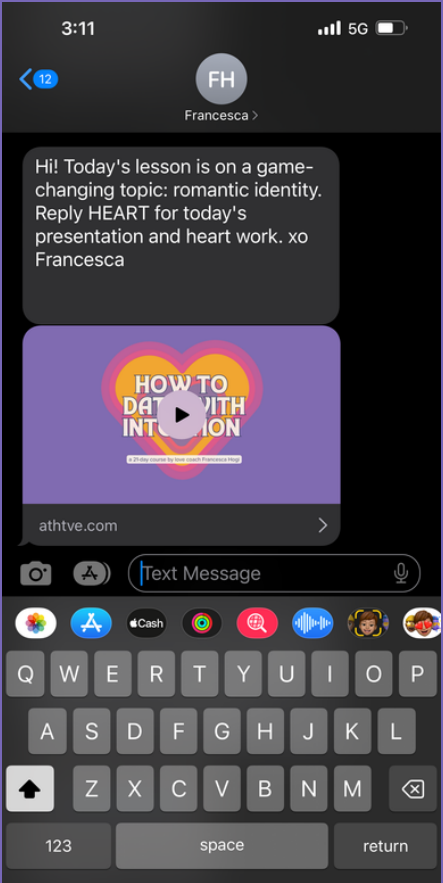 3:11
5G
12
FH
Francesca
Hi! Today's lesson is on a game-
changing topic: romantic identity.
Reply HEART for today's
presentation and heart work. xo
Francesca
HOW TO
DATE WITH
INTENTION
a 21-day course by love coach Francesca Hogi
athtve.com
Text Message
Cash
Q W E R T Y U I O P
A S D F G H J K L
Z X C V B N M
123 space return